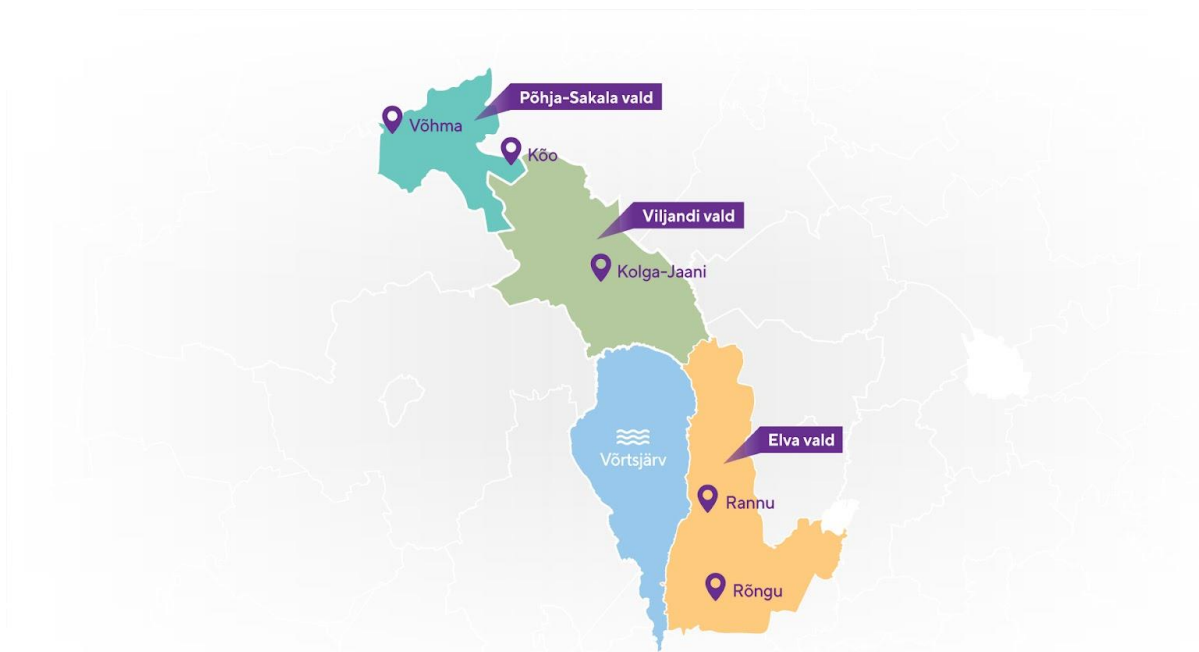 Põhja-Sakala vald
Võhma
Kõo
Viljandi vald
Kolga-Jaani
Elva vald
Võrtsjärv
Rannu
Rõngu